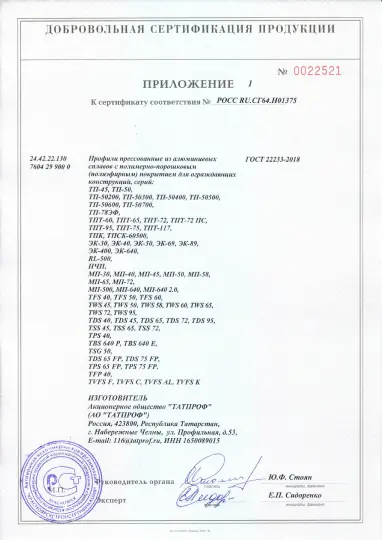 ДОБРОВОЛЬНАЯ СЕРТИФИКАЦИЯ ПРОДУКЦИИ
№ 0022521
ПРИЛОЖЕНИЕ 1
К сертификату соответствия № РОСС RU.СГ64.Н01375
24.42.22.130
7604 29 900 0
Профили прессованные из алюминиевых
сплавов с полимерно-порошковым
(полиэфирным) покрытием для ограждающих
конструкций, серий:
ГОСТ 22233-2018
ТП-45, ТП-50,
ТП-50200, ТП-50300, ТП-50400, ТП-50500,
ТП-50600, ТП-50700,
ТП-78ЭФ,
ТПТ-60, ТПТ-65, ТПТ-72, ТПТ-72 ПС,
ТПТ-95, ТПТ-75, ТПТ-117,
ТПК, ТПСК-60500,
ЭК-30, ЭК-40, ЭК-50, ЭК-69, ЭК-89,
ЭК-400, ЭК-640,
RL-500,
НЧП,
МП-30, МП-40, МП-45, МП-50, МП-58,
МП-65, МП-72,
МП-500, МП-640, МП-640 2.0,
TFS 40, TFS 50, TFS 60,
TWS 45, TWS 50, TWS 58, TWS 60, TWS 65,
TWS 72, TWS 95,
TDS 40, TDS 45, TDS 65, TDS 72, TDS 95,
TSS 45, TSS 65, TSS 72,
TPS 40,
TBS 640 P, TBS 640 E,
TSG 50,
TDS 65 FP, TDS 75 FP,
TPS 65 FP, TPS 75 FP,
TFP 40,
TVFS F, TVFS C, TVFS AL, TVFS K
ИЗГОТОВИТЕЛЬ
Акционерное общество "ТАТПРОФ"
(АО "ТАТПРОФ")
Россия, 423800, Республика Татарстан,
г. Набережные Челны, ул. Профильная, д.53,
E-mail: 116@tatprof.ru, ИНН 1650089015
Руководитель органа
подпись
Ю.Ф. Стоян
инициалы, фамилия
М.П.
Эксперт
подпись
Е.П. Сидоренко
инициалы, фамилия